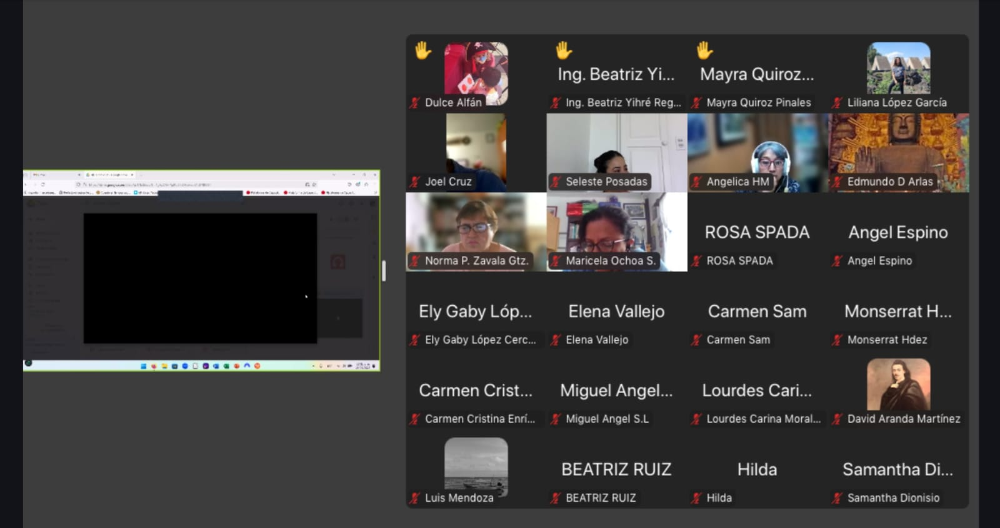 Dulce Alfán
Ing. Beatriz Yi...
Ing. Beatriz Yihré Reg...
Mayra Quiroz...
Mayra Quiroz Pinales
Liliana López García
Joel Cruz
Seleste Posadas
Angelica HM
Edmundo D Arlas
Norma P. Zavala Gtz.
Maricela Ochoa S.
ROSA SPADA
ROSA SPADA
Angel Espino
Angel Espino
Ely Gaby Lóp...
Ely Gaby López Cerc...
Elena Vallejo
Elena Vallejo
Carmen Sam
Carmen Sam
Monserrat H...
Monserrat Hdez
Carmen Crist...
Carmen Cristina Enrí...
Miguel Angel...
Miguel Angel S.L
Lourdes Cari...
Lourdes Carina Moral...
David Aranda Martínez
Luis Mendoza
BEATRIZ RUIZ
BEATRIZ RUIZ
Hilda
Hilda
Samantha Di...
Samantha Dionisio